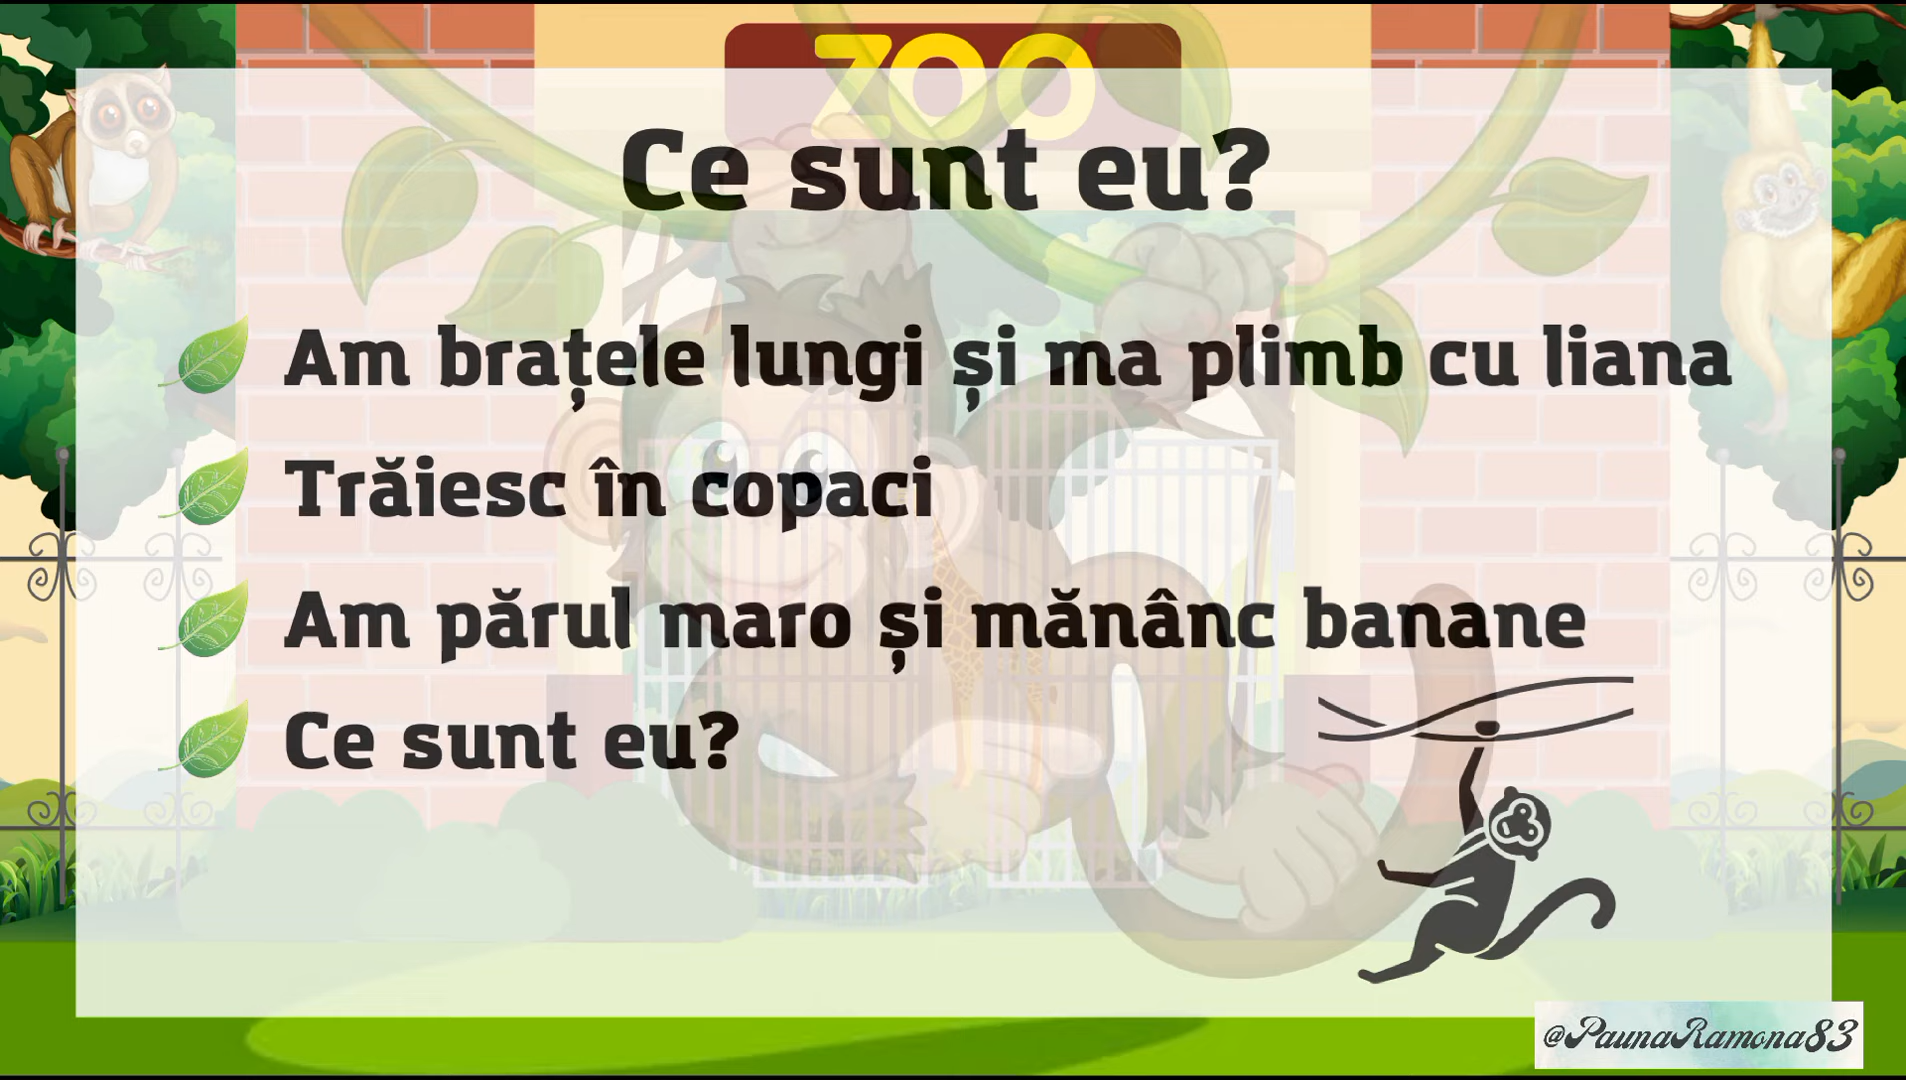 ZOO
Ce sunt eu?
Am brațele lungi și ma plimb cu liana
Trăiesc în copaci
Am părul maro și mănânc banane
Ce sunt eu?
@PaunaRamona83